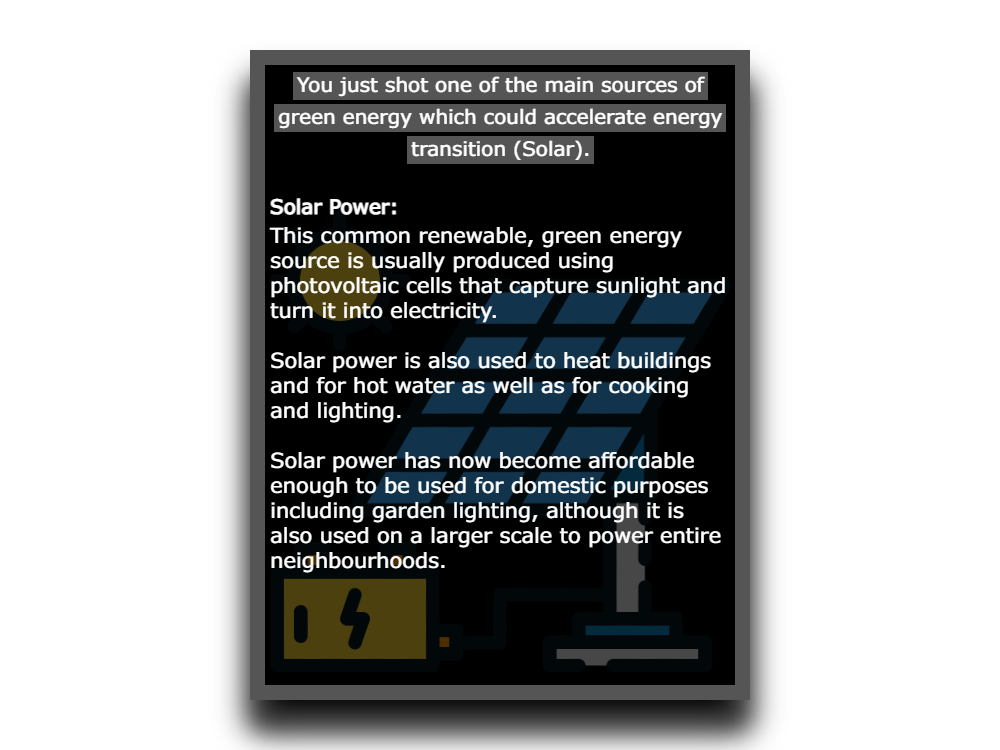 You just shot one of the main sources of
green energy which could accelerate energy
transition (Solar).
Solar Power:
This common renewable, green energy
source is usually produced using
photovoltaic cells that capture sunlight and
turn it into electricity.
Solar power is also used to heat buildings
and for hot water as well as for cooking
and lighting.
Solar power has now become affordable
enough to be used for domestic purposes
including garden lighting, although it is
also used on a larger scale to power entire
neighbourhoods.